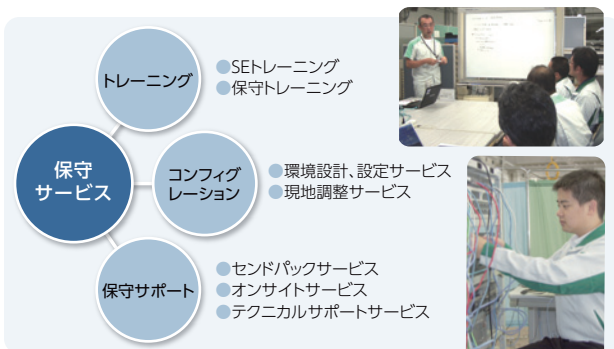 保守
サービス
トレーニング
●SEトレーニング
●保守トレーニング
コンフィグ
レーション
●環境設計、設定サービス
●現地調整サービス
保守サポート
●センドバックサービス
●オンサイトサービス
●テクニカルサポートサービス